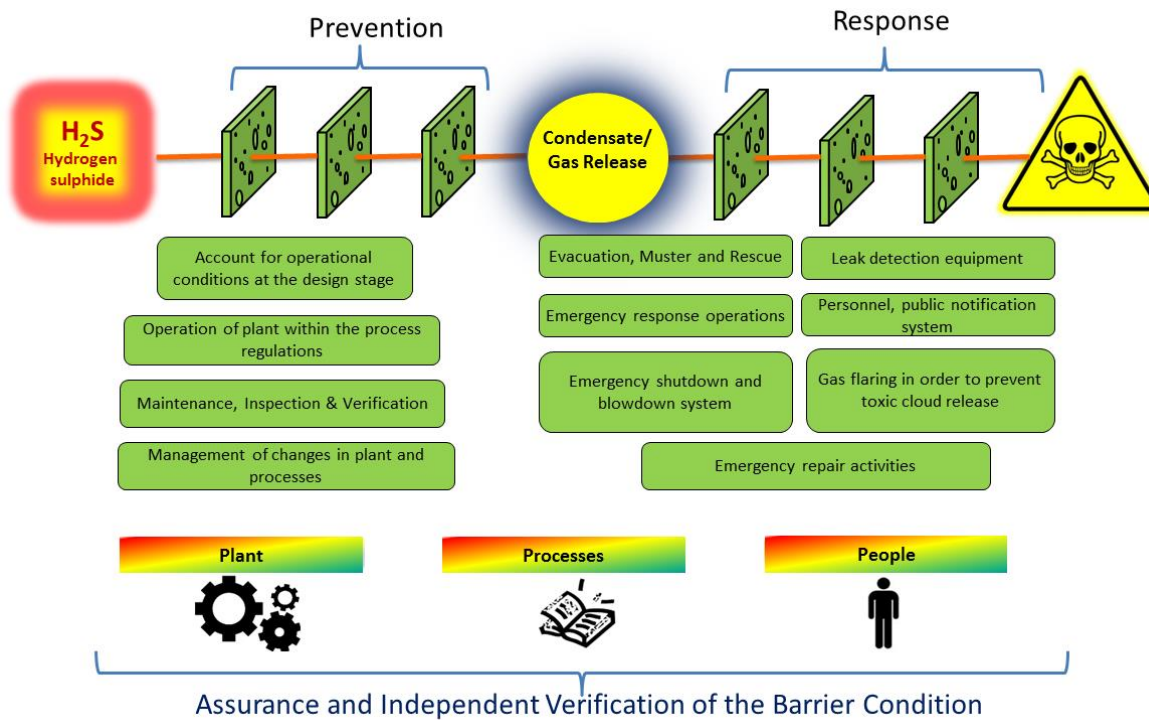 Prevention
Response
H₂S
Hydrogen
sulphide
Condensate/
Gas Release
Account for operational
conditions at the design stage
Operation of plant within the process
regulations
Maintenance, Inspection & Verification
Management of changes in plant and
processes
Evacuation, Muster and Rescue
Leak detection equipment
Emergency response operations
Personnel, public notification
system
Emergency shutdown and
blowdown system
Gas flaring in order to prevent
toxic cloud release
Emergency repair activities
Plant
Processes
People
Assurance and Independent Verification of the Barrier Condition